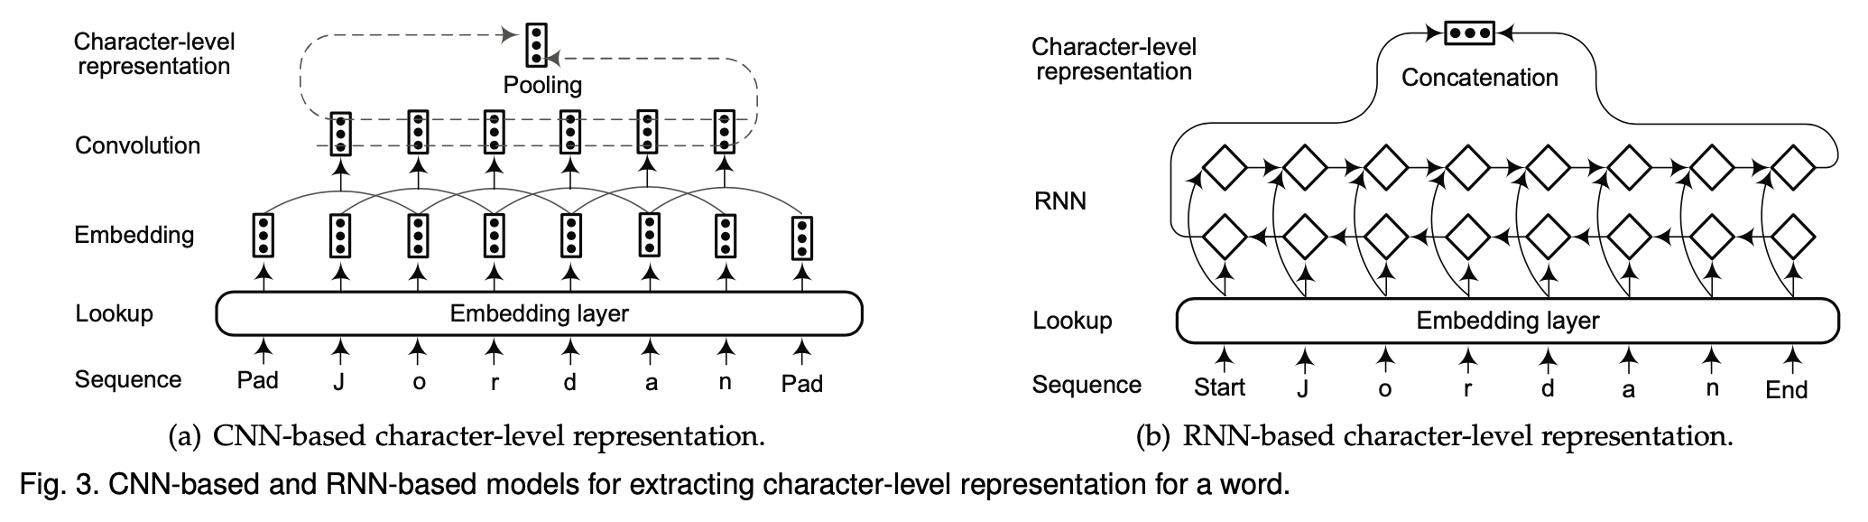 Character-level
representation
Pooling
Convolution
Embedding
Lookup
Embedding layer
Sequence
Pad J o r d a n Pad
(a) CNN-based character-level representation.
Character-level
representation
Concatenation
RNN
Lookup
Embedding layer
Sequence
Start J o r d a n End
(b) RNN-based character-level representation.
Fig. 3. CNN-based and RNN-based models for extracting character-level representation for a word.